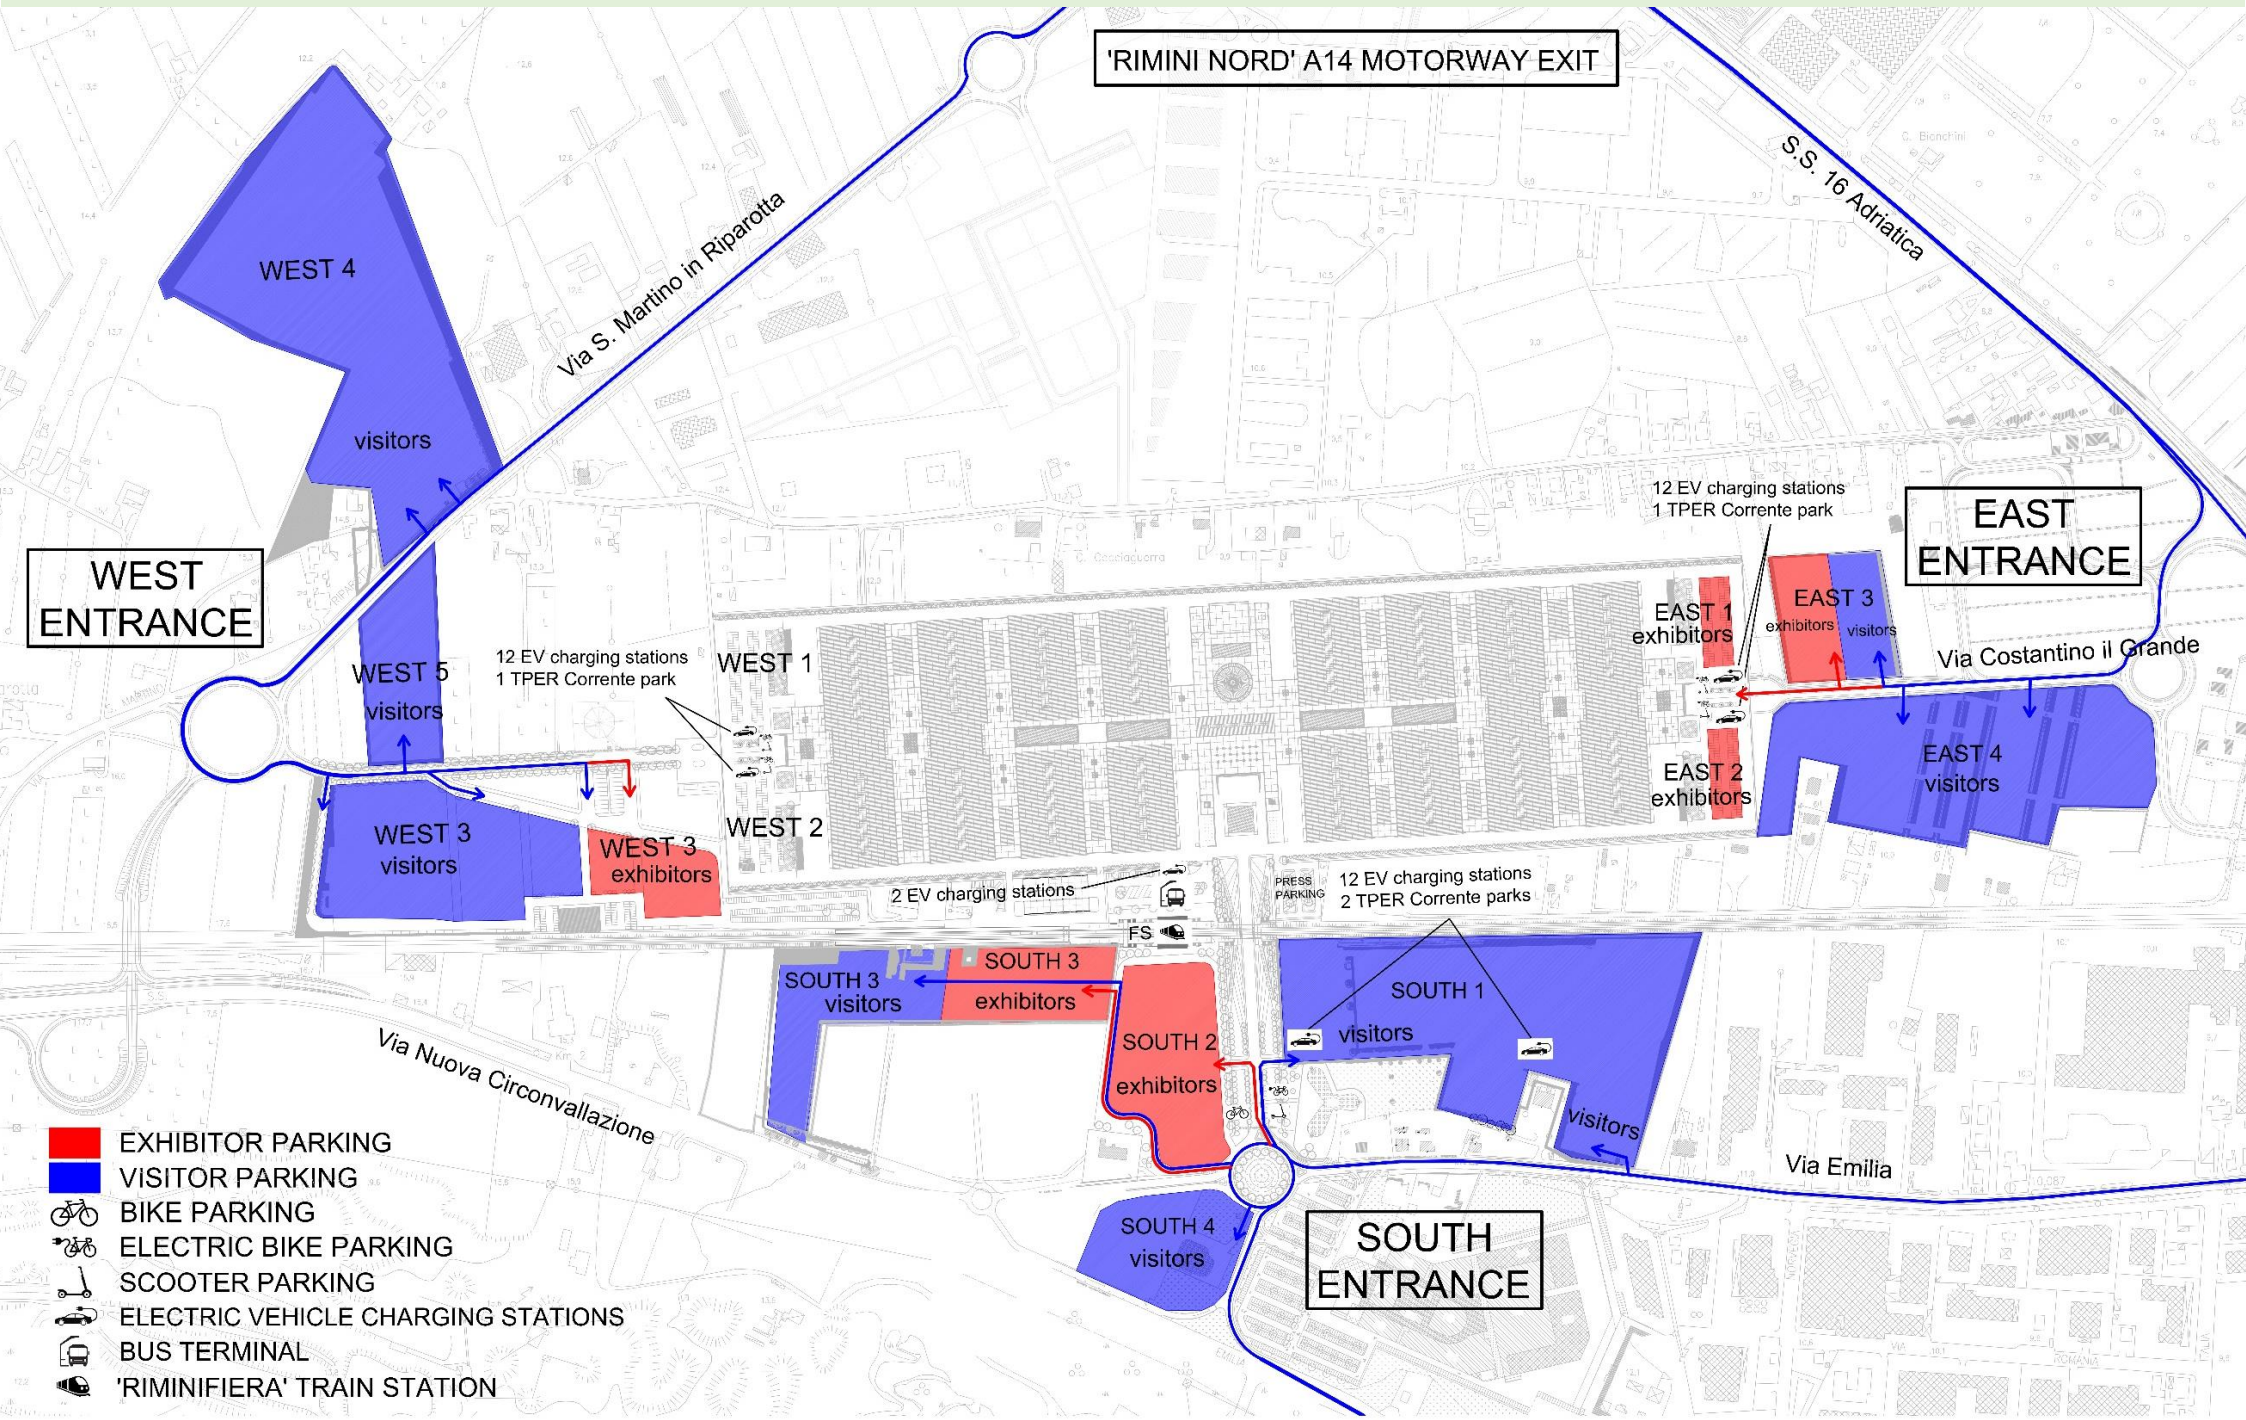 'RIMINI NORD' A14 MOTORWAY EXIT
S.S. 16 Adriatica
C. Bianchini
Via S. Martino in Riparotta
WEST 4
visitors
WEST
ENTRANCE
WEST 5
visitors
12 EV charging stations
1 TPER Corrente park
WEST 1
WEST 2
WEST 3
visitors
WEST 3
exhibitors
12 EV charging stations
1 TPER Corrente park
EAST
ENTRANCE
EAST 1
exhibitors
EAST 3
exhibitors
visitors
Via Costantino il Grande
EAST 2
exhibitors
EAST 4
visitors
2 EV charging stations
PRESS
PARKING
12 EV charging stations
2 TPER Corrente parks
FS
SOUTH 3
visitors
SOUTH 3
exhibitors
SOUTH 2
exhibitors
SOUTH 1
visitors
visitors
Via Nuova Circonvallazione
Via Emilia
SOUTH 4
visitors
SOUTH
ENTRANCE
EXHIBITOR PARKING
VISITOR PARKING
BIKE PARKING
ELECTRIC BIKE PARKING
SCOOTER PARKING
ELECTRIC VEHICLE CHARGING STATIONS
BUS TERMINAL
'RIMINIFIERA' TRAIN STATION